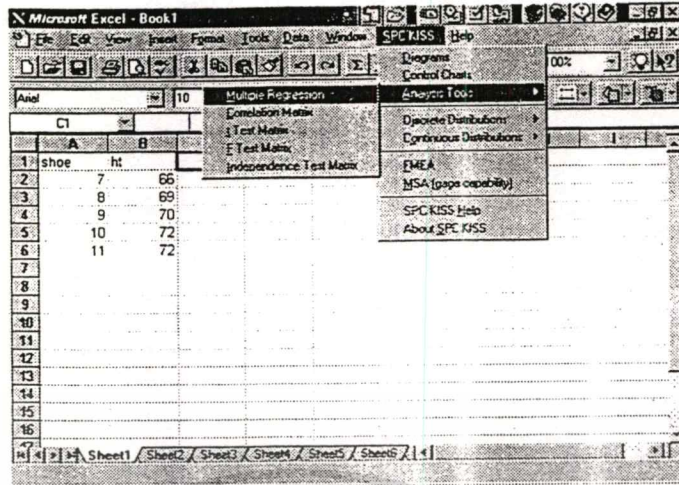 Microsoft Excel - Book1
File Edit View Insert Format Tools Data Window SPC KISS Help
Diagrams
Control Charts
Analysis Tools
Discrete Distributions
Continuous Distributions
FMEA
MSA (gage capability)
SPC KISS Help
About SPC KISS
Multiple Regression
Correlation Matrix
t Test Matrix
F Test Matrix
Independence Test Matrix
00%
Arial 10
C1
A B I
1 shoe ht
2 7 66
3 8 69
4 9 70
5 10 72
6 11 72
7
8
9
10
11
12
13
14
15
16
Sheet1 Sheet2 Sheet3 Sheet4 Sheet5 Sheet6